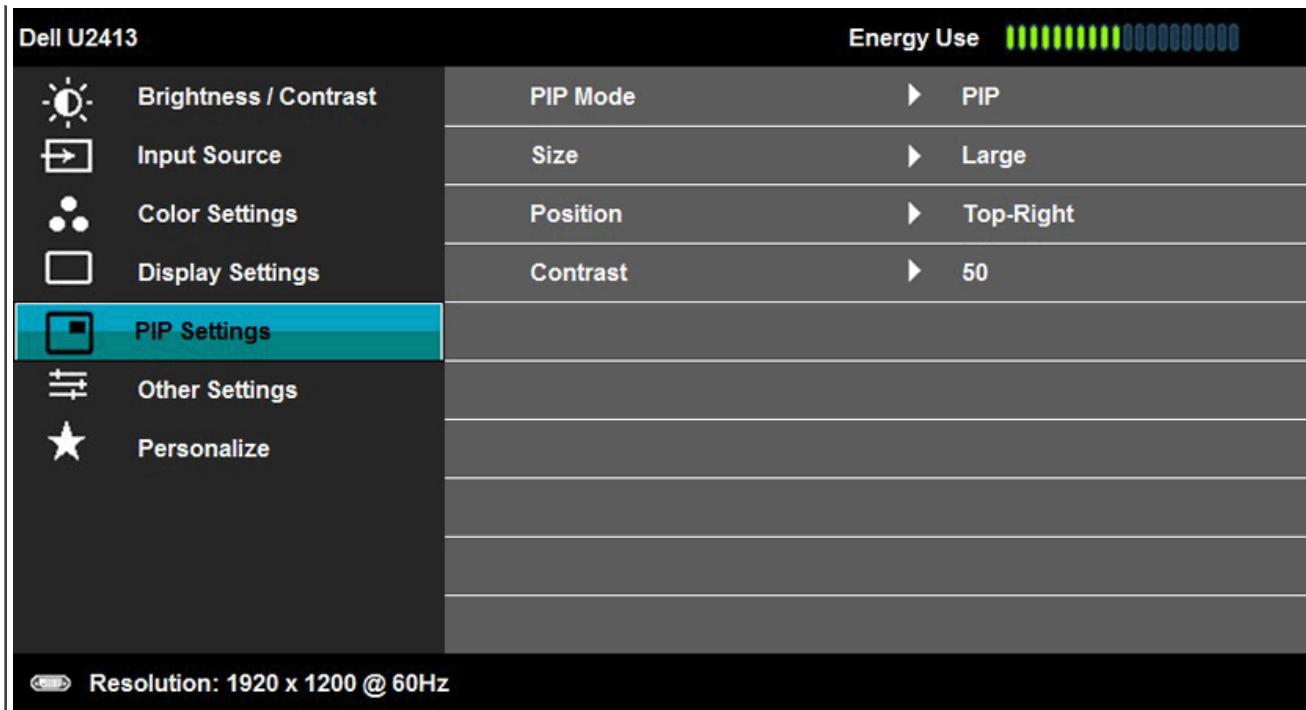 Dell U2413 Energy Use
Brightness / Contrast PIP Mode PIP
Input Source Size Large
Color Settings Position Top-Right
Display Settings Contrast 50
PIP Settings
Other Settings
Personalize
Resolution: 1920 x 1200 @ 60Hz